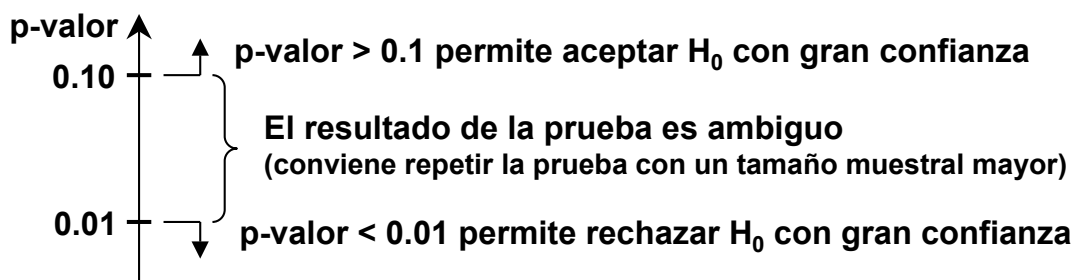 p-valor
p-valor > 0.1 permite aceptar H₀ con gran confianza
0.10
El resultado de la prueba es ambiguo
(conviene repetir la prueba con un tamaño muestral mayor)
0.01
p-valor < 0.01 permite rechazar H₀ con gran confianza